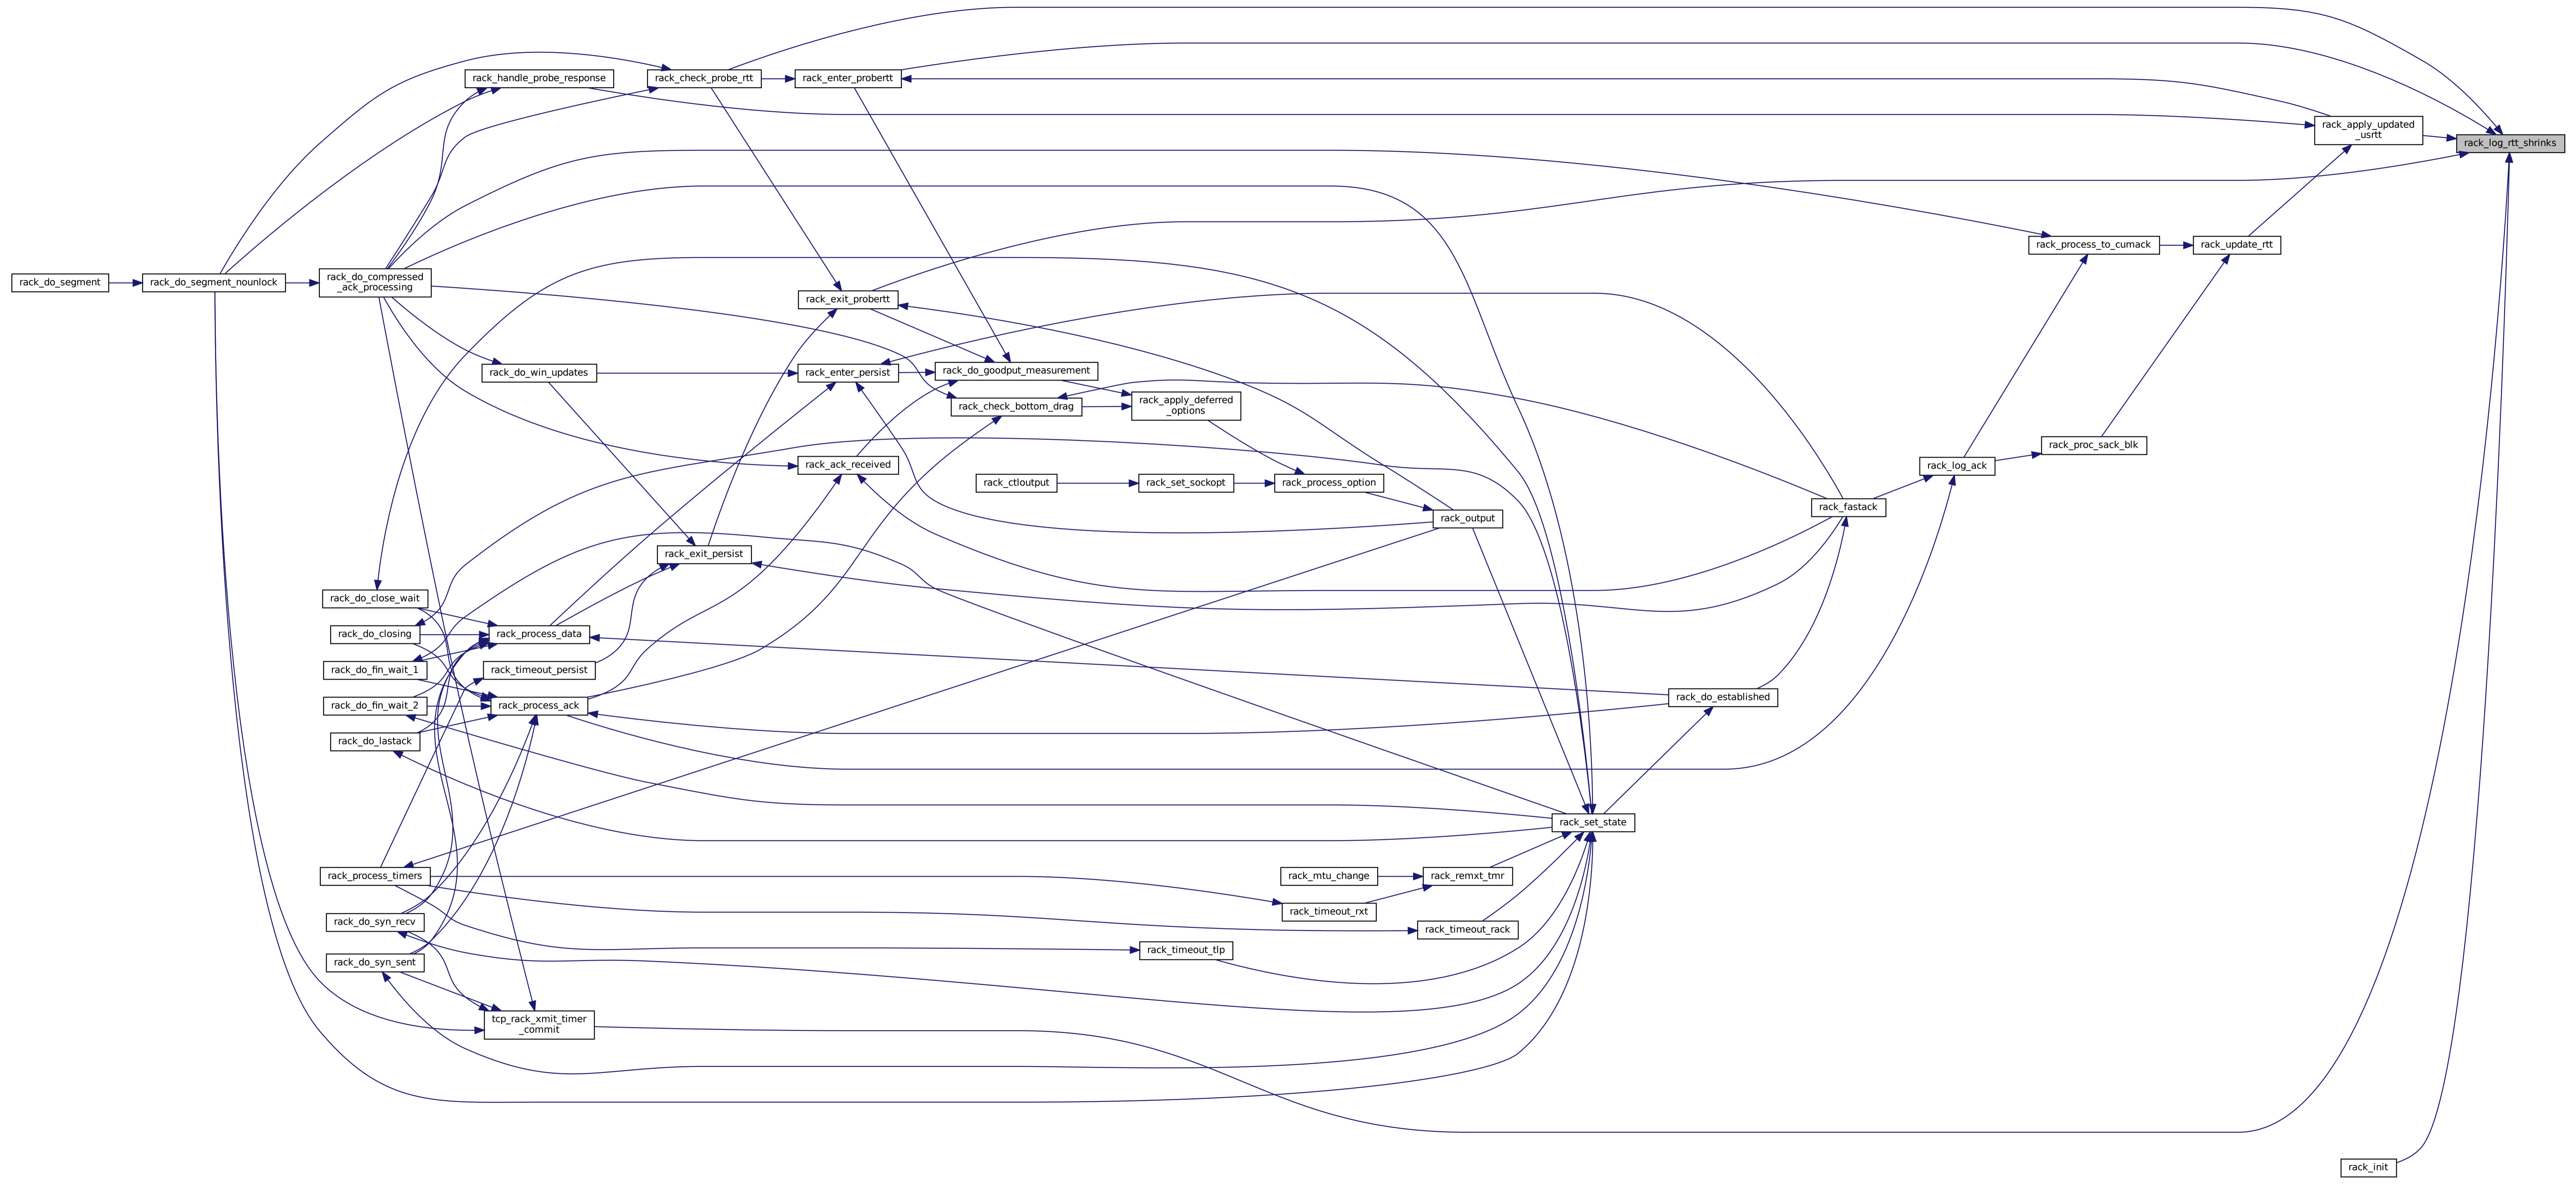 rack_handle_probe_response
rack_check_probe_rtt
rack_enter_probertt
rack_apply_updated
_usrtt
rack_log_rtt_shrinks
rack_process_to_cumack
rack_update_rtt
rack_do_segment
rack_do_segment_nounlock
rack_do_compressed
_ack_processing
rack_exit_probertt
rack_do_win_updates
rack_enter_persist
rack_do_goodput_measurement
rack_check_bottom_drag
rack_apply_deferred
_options
rack_proc_sack_blk
rack_ack_received
rack_log_ack
rack_ctloutput
rack_set_sockopt
rack_process_option
rack_fastack
rack_output
rack_exit_persist
rack_do_close_wait
rack_do_closing
rack_process_data
rack_do_fin_wait_1
rack_timeout_persist
rack_do_fin_wait_2
rack_process_ack
rack_do_established
rack_do_lastack
rack_set_state
rack_process_timers
rack_mtu_change
rack_remxt_tmr
rack_timeout_rxt
rack_do_syn_recv
rack_timeout_rack
rack_timeout_tlp
rack_do_syn_sent
tcp_rack_xmit_timer
_commit
rack_init